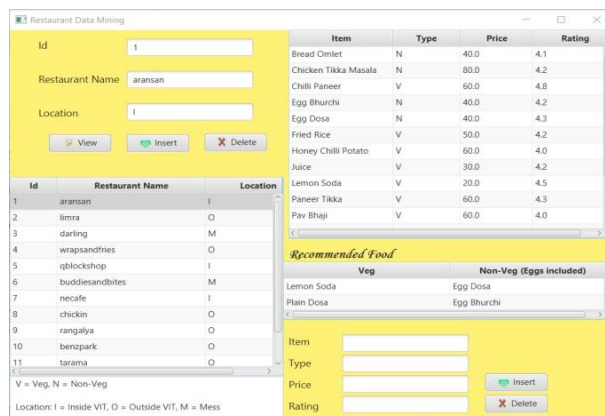 Restaurant Data Mining
Id 1
Restaurant Name aransan
Location I
View Insert Delete
Id Restaurant Name Location
1 aransan I
2 limra O
3 darling M
4 wrapsandfries O
5 qblockshop I
6 buddiesandbites M
7 necafe I
8 chickin O
9 rangalya O
10 benzpark O
11 tarama O
V = Veg, N = Non-Veg
Location: I = Inside VIT, O = Outside VIT, M = Mess
Item Type Price Rating
Bread Omlet N 40.0 4.1
Chicken Tikka Masala N 80.0 4.2
Chilli Paneer V 60.0 4.8
Egg Bhurchi N 40.0 4.2
Egg Dosa N 40.0 4.3
Fried Rice V 50.0 4.2
Honey Chilli Potato V 60.0 4.0
Juice V 30.0 4.2
Lemon Soda V 20.0 4.5
Paneer Tikka V 60.0 4.3
Pav Bhaji V 60.0 4.0
Recommended Food
Veg Non-Veg (Eggs included)
Lemon Soda Egg Dosa
Plain Dosa Egg Bhurchi
Item
Type
Price Insert
Rating Delete